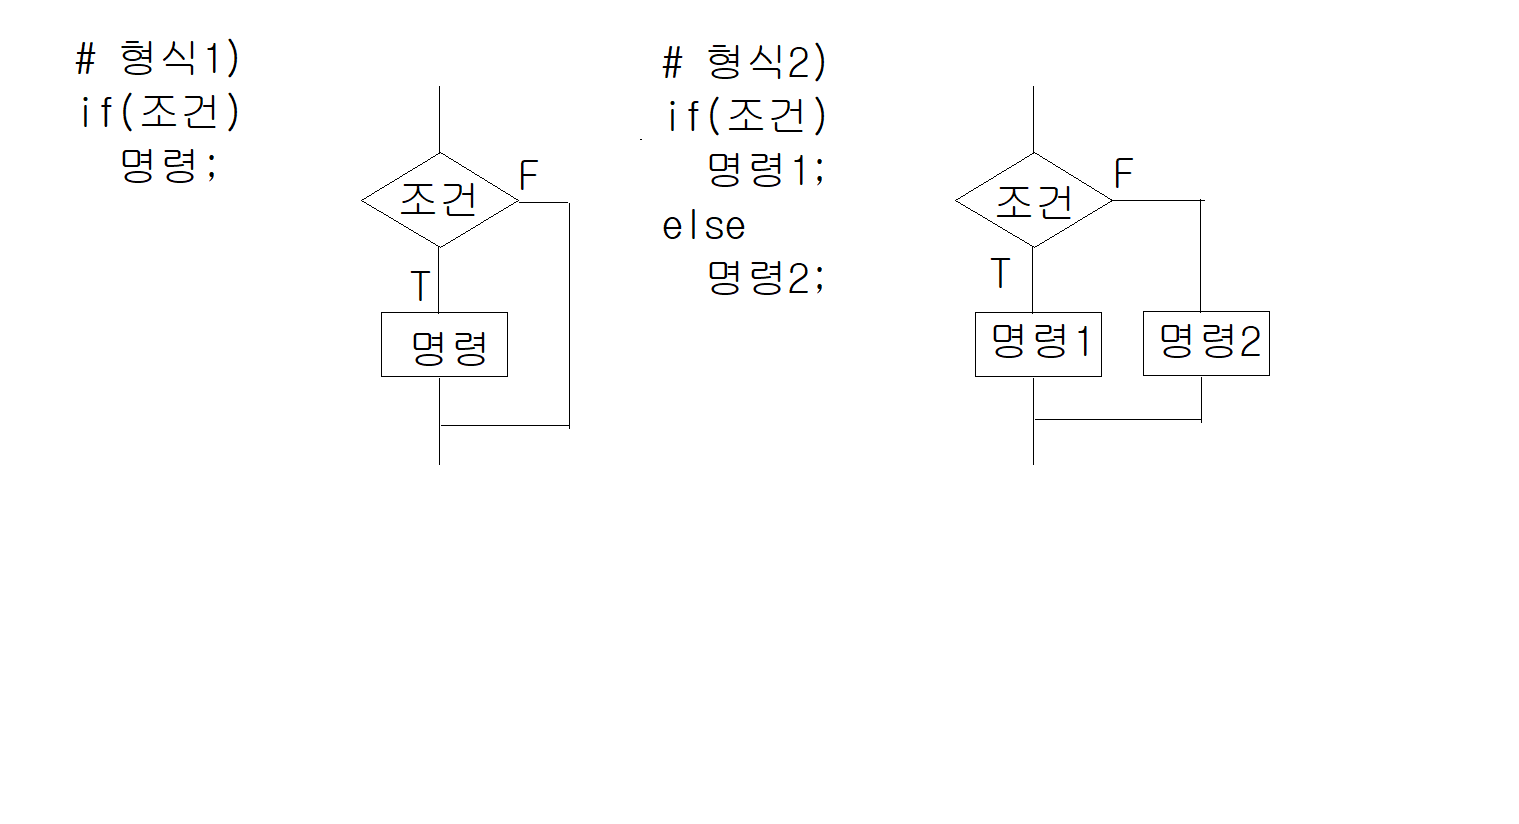 # 형식1)
if(조건)
명령;
조건
F
T
명령
# 형식2)
if(조건)
명령1;
else
명령2;
조건
F
T
명령1
명령2